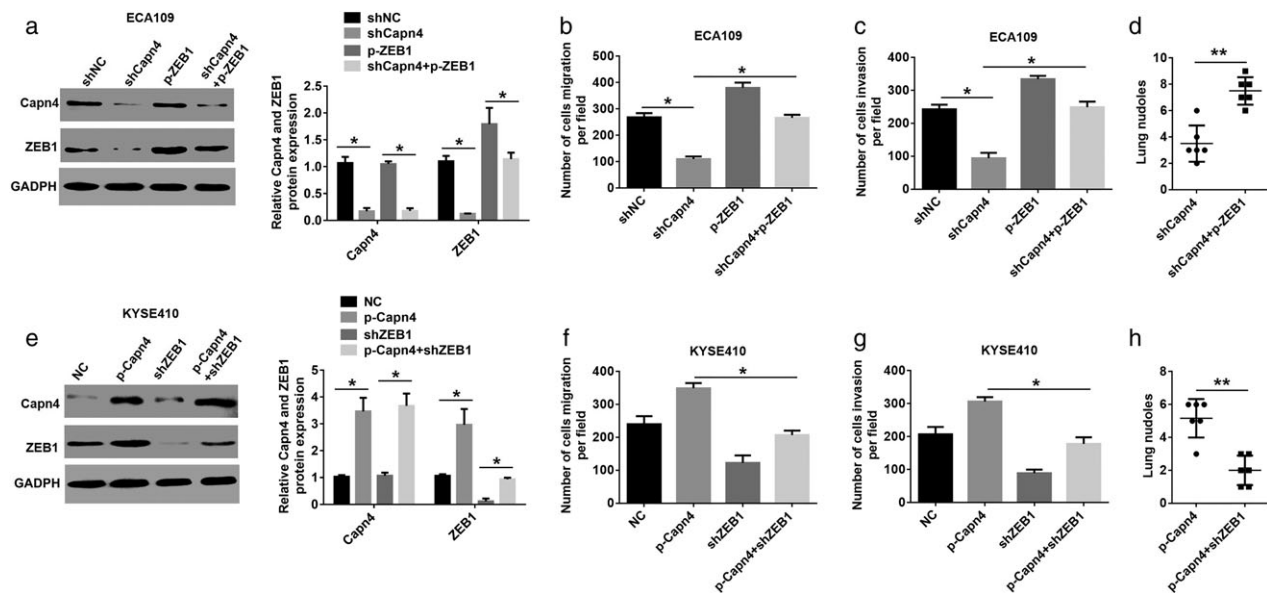 a
ECA109
shNC
shCapn4
p-ZEB1
shCapn4
+p-ZEB1
Capn4
ZEB1
GADPH
shNC
shCapn4
p-ZEB1
shCapn4+p-ZEB1
Relative Capn4 and ZEB1
protein expression
2.5
2.0
1.5
1.0
0.5
0.0
*
*
*
*
Capn4
ZEB1
b
ECA109
Number of cells migration
per field
500
400
300
200
100
0
*
*
shNC
shCapn4
p-ZEB1
shCapn4+p-ZEB1
c
ECA109
Number of cells invasion
per field
400
300
200
100
0
*
*
shNC
shCapn4
p-ZEB1
shCapn4+p-ZEB1
d
Lung nudoles
10
8
6
4
2
0
**
shCapn4
shCapn4+p-ZEB1
e
KYSE410
NC
p-Capn4
shZEB1
p-Capn4
+shZEB1
Capn4
ZEB1
GADPH
NC
p-Capn4
shZEB1
p-Capn4+shZEB1
Relative Capn4 and ZEB1
protein expression
5
4
3
2
1
0
*
*
*
*
Capn4
ZEB1
f
KYSE410
Number of cells migration
per field
400
300
200
100
0
*
NC
p-Capn4
shZEB1
p-Capn4+shZEB1
g
KYSE410
Number of cells invasion
per field
400
300
200
100
0
*
NC
p-Capn4
shZEB1
p-Capn4+shZEB1
h
Lung nudoles
8
6
4
2
0
**
p-Capn4
p-Capn4+shZEB1